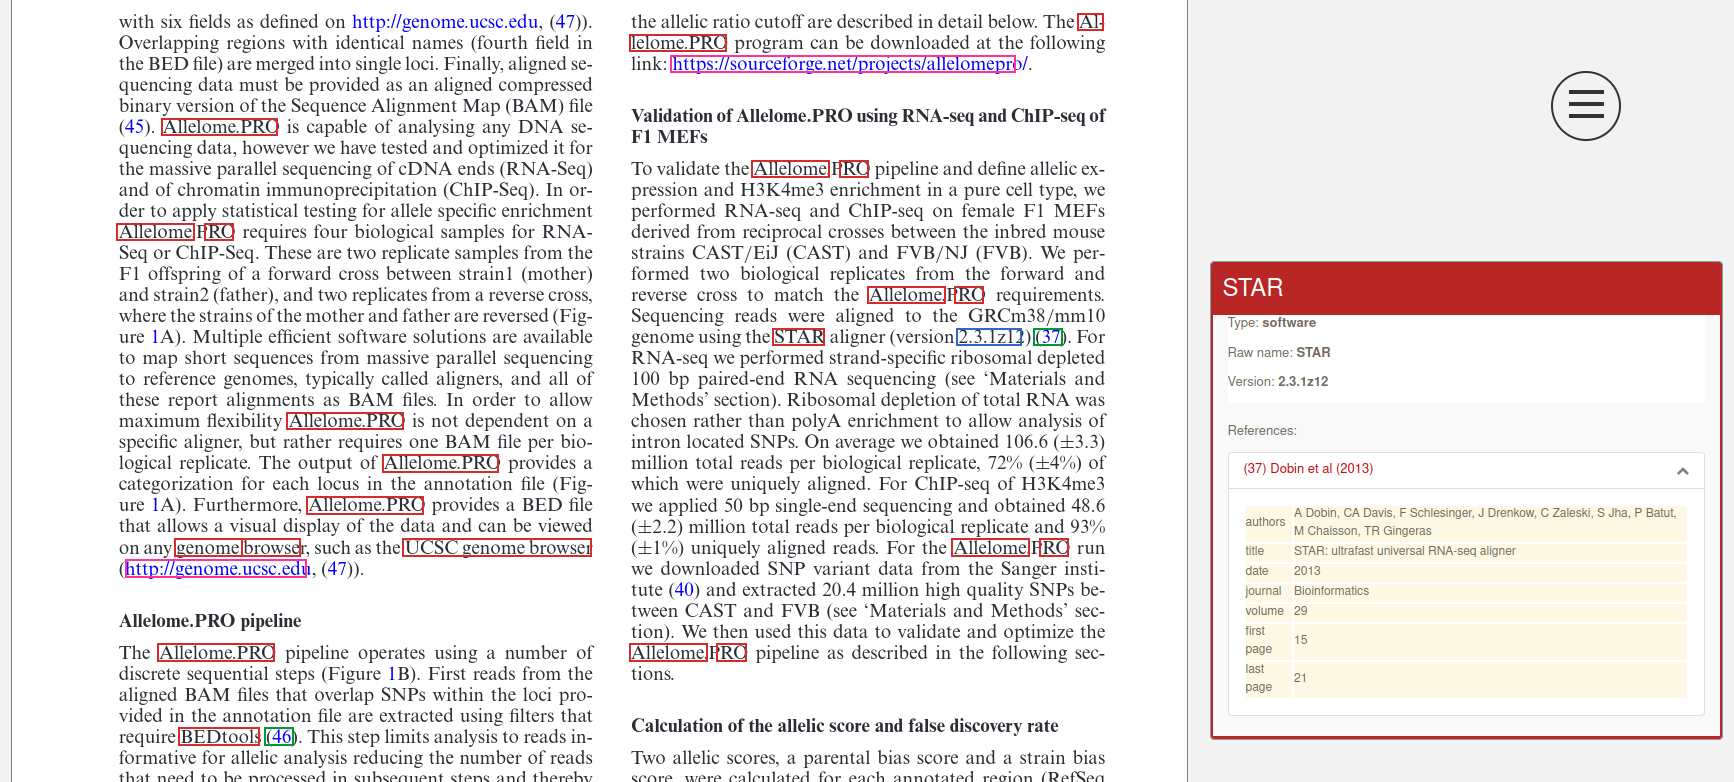 with six fields as defined on http://genome.ucsc.edu, (47)).
Overlapping regions with identical names (fourth field in
the BED file) are merged into single loci. Finally, aligned se-
quencing data must be provided as an aligned compressed
binary version of the Sequence Alignment Map (BAM) file
(45). Allelome.PRO is capable of analysing any DNA se-
quencing data, however we have tested and optimized it for
the massive parallel sequencing of cDNA ends (RNA-Seq)
and of chromatin immunoprecipitation (ChIP-Seq). In or-
der to apply statistical testing for allele specific enrichment
Allelome.PRO requires four biological samples for RNA-
Seq or ChIP-Seq. These are two replicate samples from the
F1 offspring of a forward cross between strain1 (mother)
and strain2 (father), and two replicates from a reverse cross,
where the strains of the mother and father are reversed (Fig-
ure 1A). Multiple efficient software solutions are available
to map short sequences from massive parallel sequencing
to reference genomes, typically called aligners, and all of
these report alignments as BAM files. In order to allow
maximum flexibility Allelome.PRO is not dependent on a
specific aligner, but rather requires one BAM file per bio-
logical replicate. The output of Allelome.PRO provides a
categorization for each locus in the annotation file (Fig-
ure 1A). Furthermore, Allelome.PRO provides a BED file
that allows a visual display of the data and can be viewed
on any genome browser, such as the UCSC genome browser
(http://genome.ucsc.edu, (47)).
Allelome.PRO pipeline
The Allelome.PRO pipeline operates using a number of
discrete sequential steps (Figure 1B). First reads from the
aligned BAM files that overlap SNPs within the loci pro-
vided in the annotation file are extracted using filters that
require BEDtools (46). This step limits analysis to reads in-
formative for allelic analysis reducing the number of reads
that need to be processed in subsequent steps and thereby
the allelic ratio cutoff are described in detail below. The Al-
lelome.PRO program can be downloaded at the following
link: https://sourceforge.net/projects/allelomepro/.
Validation of Allelome.PRO using RNA-seq and ChIP-seq of
F1 MEFs
To validate the Allelome.PRO pipeline and define allelic ex-
pression and H3K4me3 enrichment in a pure cell type, we
performed RNA-seq and ChIP-seq on female F1 MEFs
derived from reciprocal crosses between the inbred mouse
strains CAST/EiJ (CAST) and FVB/NJ (FVB). We per-
formed two biological replicates from the forward and
reverse cross to match the Allelome.PRO requirements.
Sequencing reads were aligned to the GRCm38/mm10
genome using the STAR aligner (version 2.3.1z12) (37). For
RNA-seq we performed strand-specific ribosomal depleted
100 bp paired-end RNA sequencing (see ‘Materials and
Methods’ section). Ribosomal depletion of total RNA was
chosen rather than polyA enrichment to allow analysis of
intron located SNPs. On average we obtained 106.6 (±3.3)
million total reads per biological replicate, 72% (±4%) of
which were uniquely aligned. For ChIP-seq of H3K4me3
we applied 50 bp single-end sequencing and obtained 48.6
(±2.2) million total reads per biological replicate and 93%
(±1%) uniquely aligned reads. For the Allelome.PRO run
we downloaded SNP variant data from the Sanger insti-
tute (40) and extracted 20.4 million high quality SNPs be-
tween CAST and FVB (see ‘Materials and Methods’ sec-
tion). We then used this data to validate and optimize the
Allelome.PRO pipeline as described in the following sec-
tions.
Calculation of the allelic score and false discovery rate
Two allelic scores, a parental bias score and a strain bias
score, were calculated for each annotated region (RefSeq
STAR
Type: software
Raw name: STAR
Version: 2.3.1z12
References:
(37) Dobin et al (2013)
authors A Dobin, CA Davis, F Schlesinger, J Drenkow, C Zaleski, S Jha, P Batut,
M Chaisson, TR Gingeras
title STAR: ultrafast universal RNA-seq aligner
date 2013
journal Bioinformatics
volume 29
first page 15
last page 21